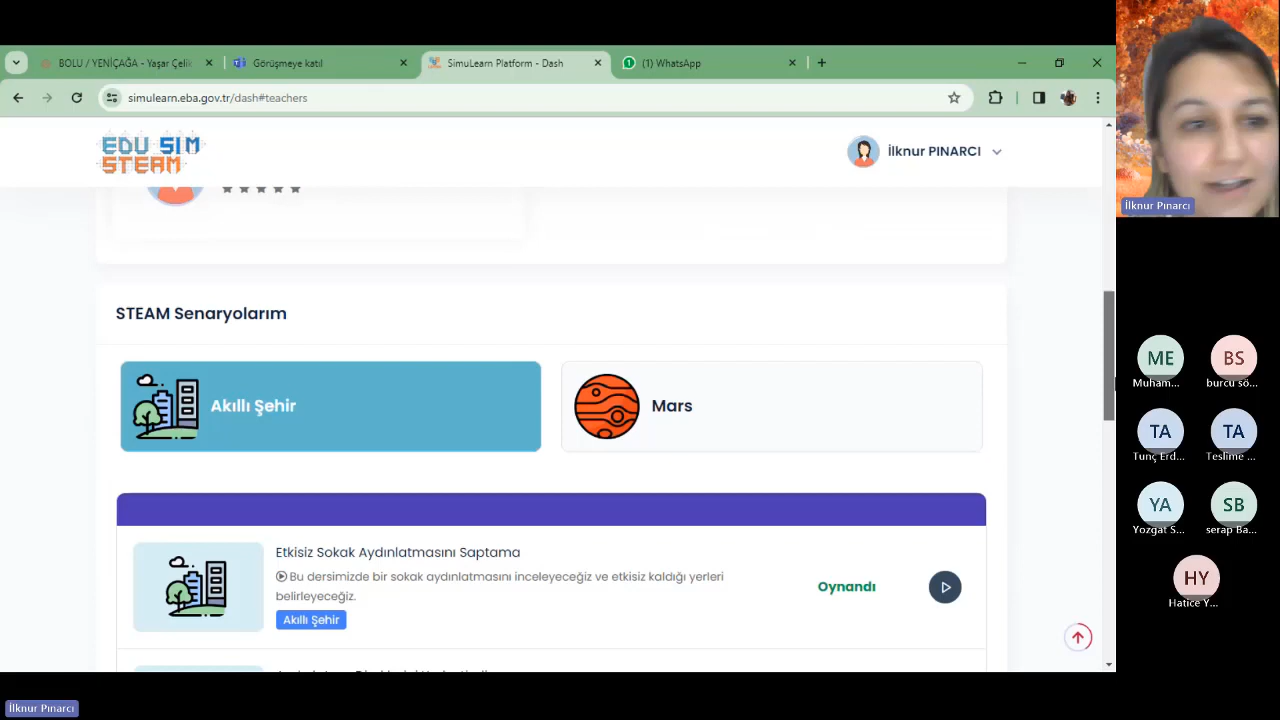 BOLU / YENİÇAĞA - Yaşar Çelik
Görüşmeye katıl
SimuLearn Platform - Dash
(1) WhatsApp
simulearn.eba.gov.tr/dash#teachers
EDU SIM
STEAM
İlknur PINARCI
İlknur Pınarcı
STEAM Senaryolarım
Akıllı Şehir
Mars
Etkisiz Sokak Aydınlatmasını Saptama
Bu dersimizde bir sokak aydınlatmasını inceleyeceğiz ve etkisiz kaldığı yerleri
belirleyeceğiz.
Akıllı Şehir
Oynandı
ME
Muham...
BS
burcu sö...
TA
Tunç Erd...
TA
Teslime ...
YA
Yozgat S...
SB
serap Ba...
HY
Hatice Y...
İlknur Pınarcı